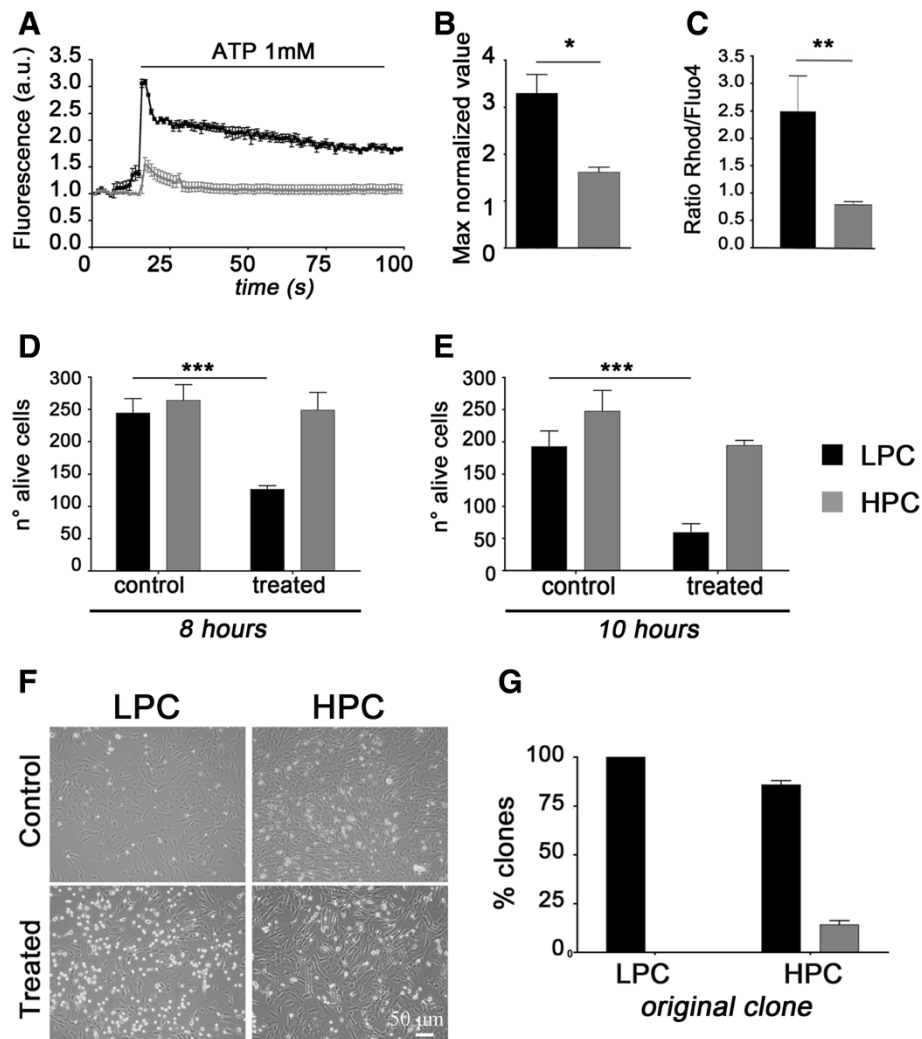 A
ATP 1mM
Fluorescence (a.u.)
3.5
3.0
2.5
2.0
1.5
1.0
0.5
0.0
0 25 50 75 100
time (s)
B
*
Max normalized value
4
3
2
1
0
C
**
Ratio Rhod/Fluo4
3.5
3.0
2.5
2.0
1.5
1.0
0.5
0.0
D
***
n° alive cells
300
250
200
150
100
50
0
control treated
8 hours
E
***
n° alive cells
300
250
200
150
100
50
0
control treated
10 hours
LPC
HPC
F
LPC HPC
Control
Treated
50 μm
G
% clones
100
75
50
25
0
0
LPC HPC
original clone